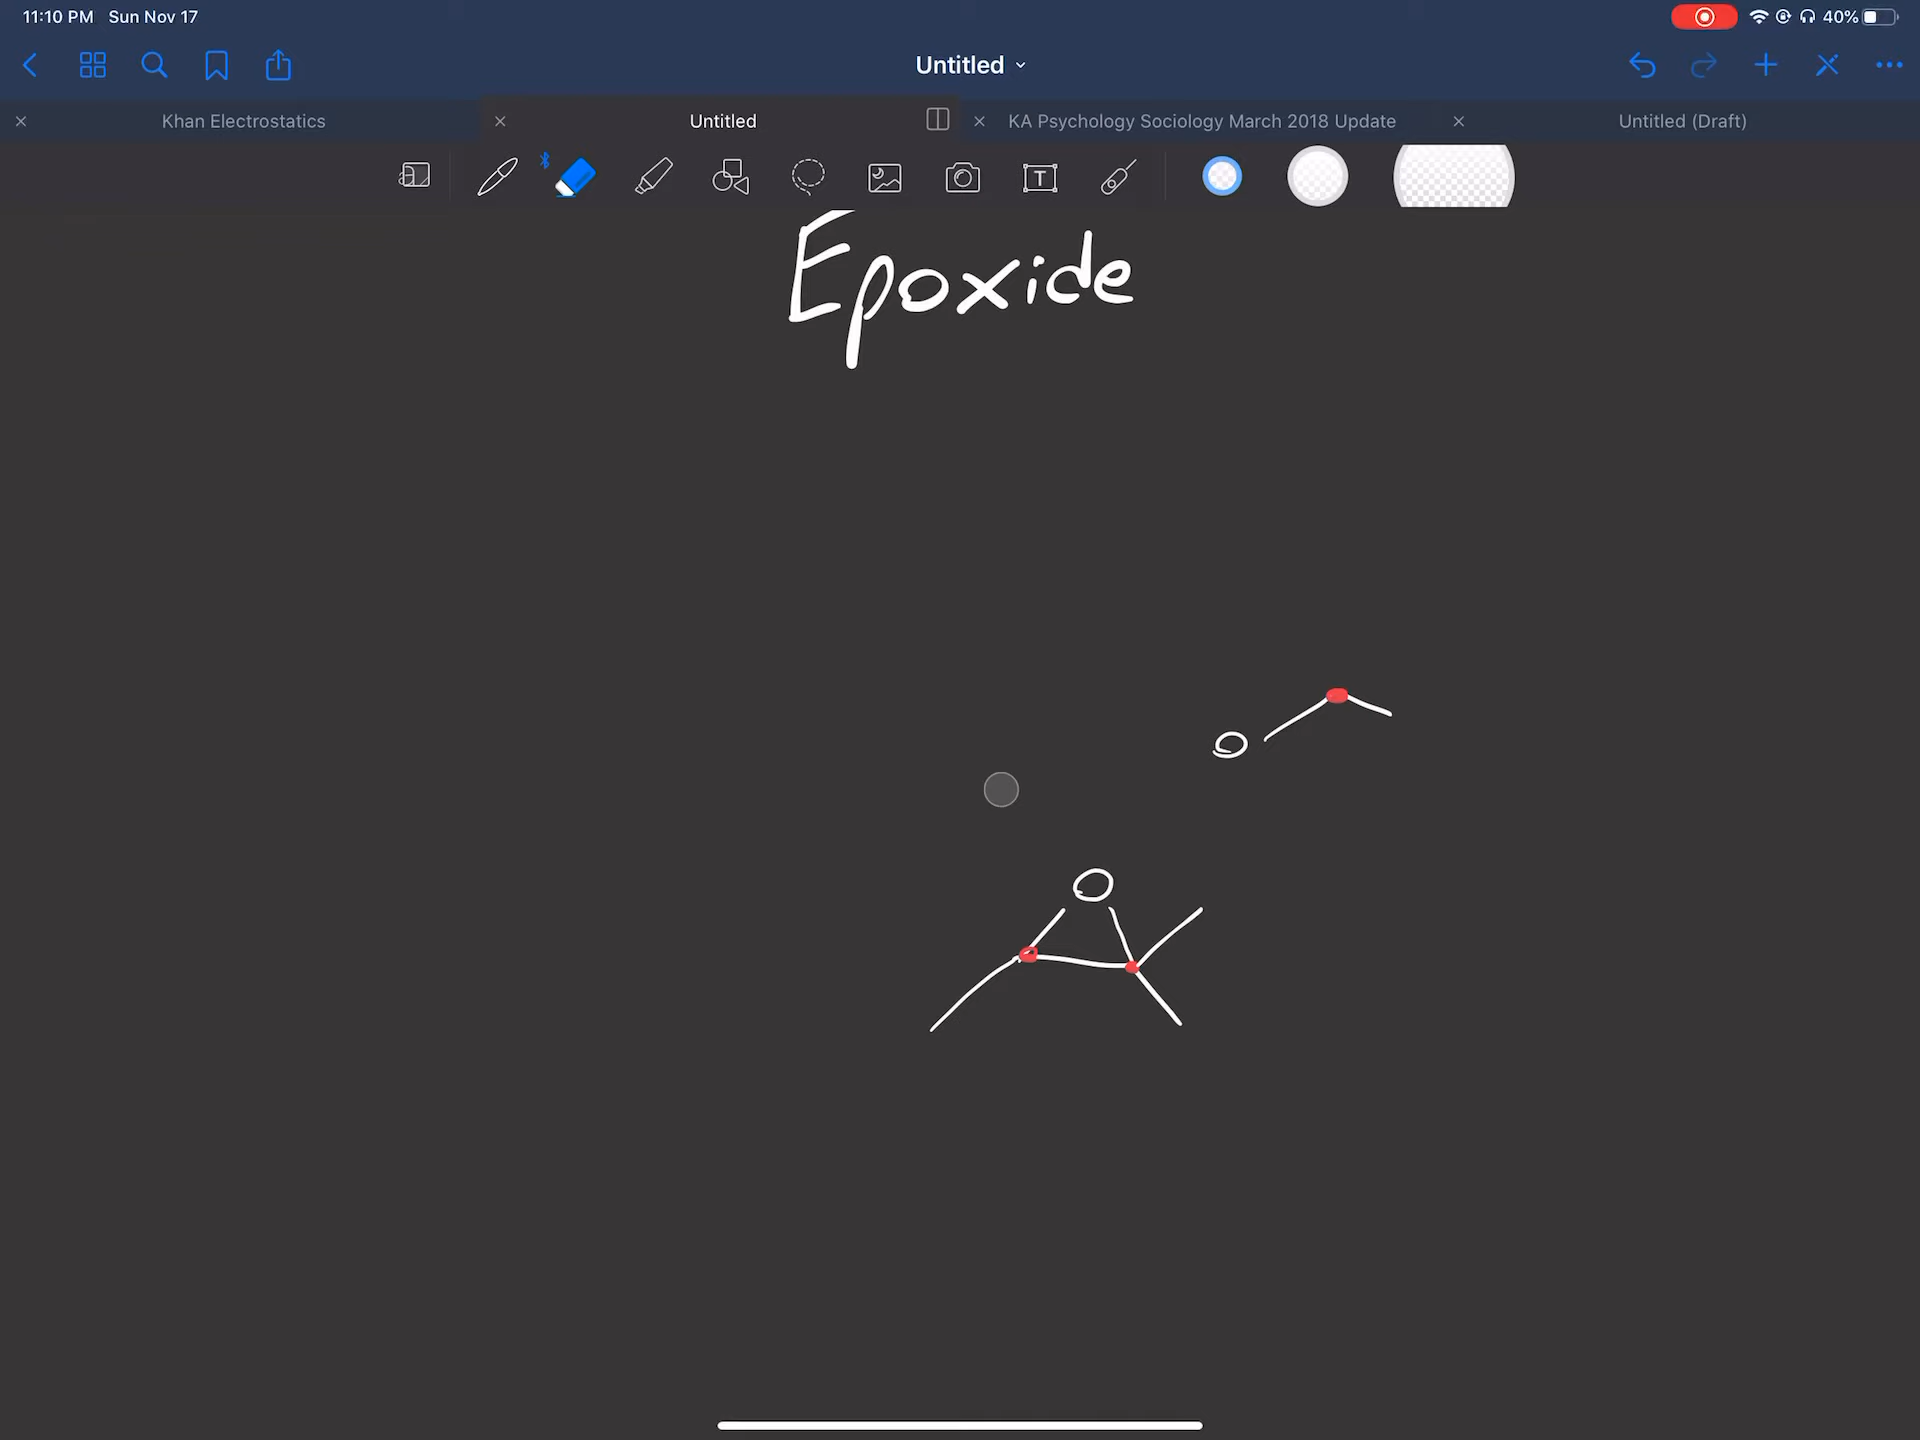 11:10 PM Sun Nov 17 40%
Untitled
Khan Electrostatics Untitled KA Psychology Sociology March 2018 Update Untitled (Draft)
T
Epoxide
O
O